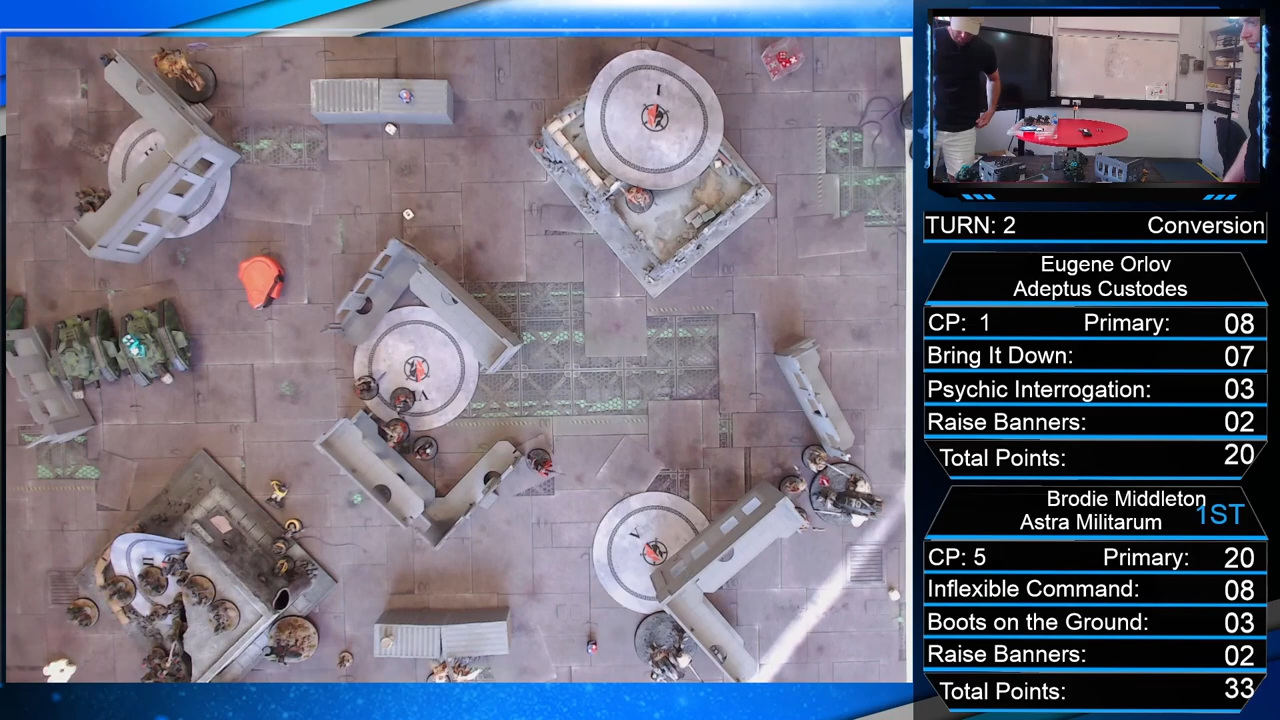 TURN: 2 Conversion
Eugene Orlov
Adeptus Custodes
CP: 1 Primary: 08
Bring It Down: 07
Psychic Interrogation: 03
Raise Banners: 02
Total Points: 20
Brodie Middleton
Astra Militarum 1ST
CP: 5 Primary: 20
Inflexible Command: 08
Boots on the Ground: 03
Raise Banners: 02
Total Points: 33
I
VI
V
II